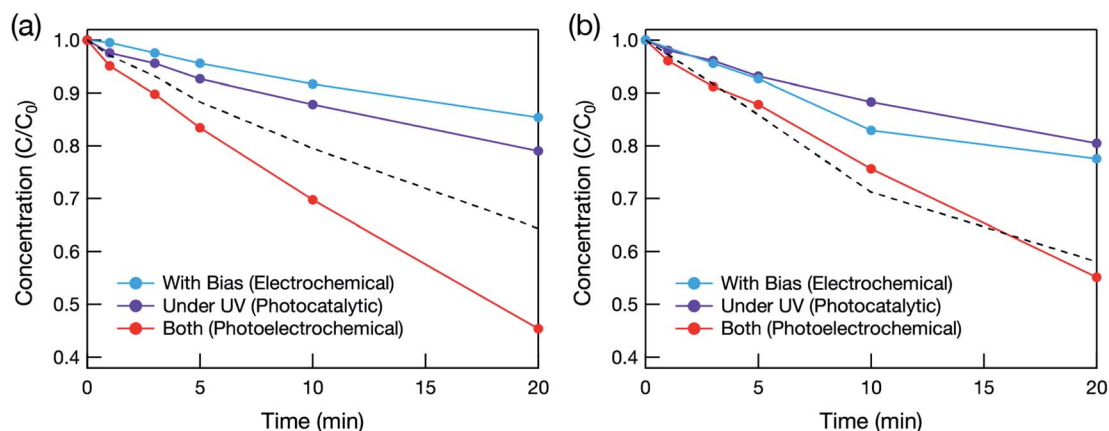 (a)
1.0
0.9
0.8
0.7
0.6
0.5
0.4
Concentration (C/C₀)
With Bias (Electrochemical)
Under UV (Photocatalytic)
Both (Photoelectrochemical)
0
5
10
15
20
Time (min)
(b)
1.0
0.9
0.8
0.7
0.6
0.5
0.4
Concentration (C/C₀)
With Bias (Electrochemical)
Under UV (Photocatalytic)
Both (Photoelectrochemical)
0
5
10
15
20
Time (min)